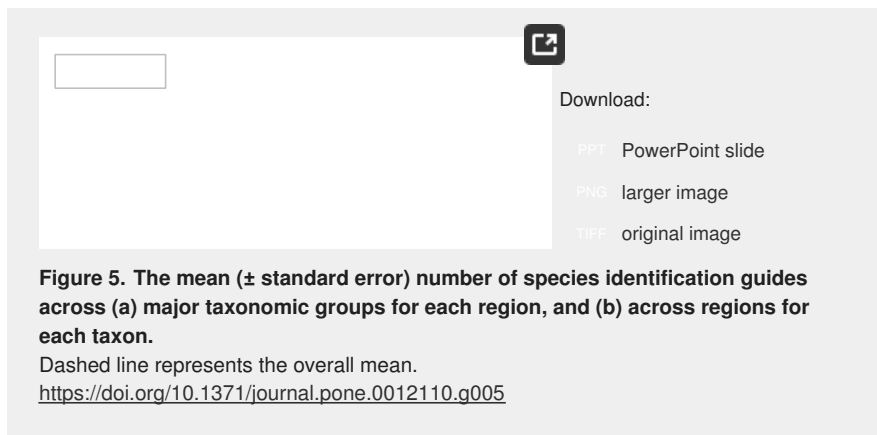 Download:
PPT PowerPoint slide
PNG larger image
TIFF original image
Figure 5. The mean (± standard error) number of species identification guides
across (a) major taxonomic groups for each region, and (b) across regions for
each taxon.
Dashed line represents the overall mean.
https://doi.org/10.1371/journal.pone.0012110.g005